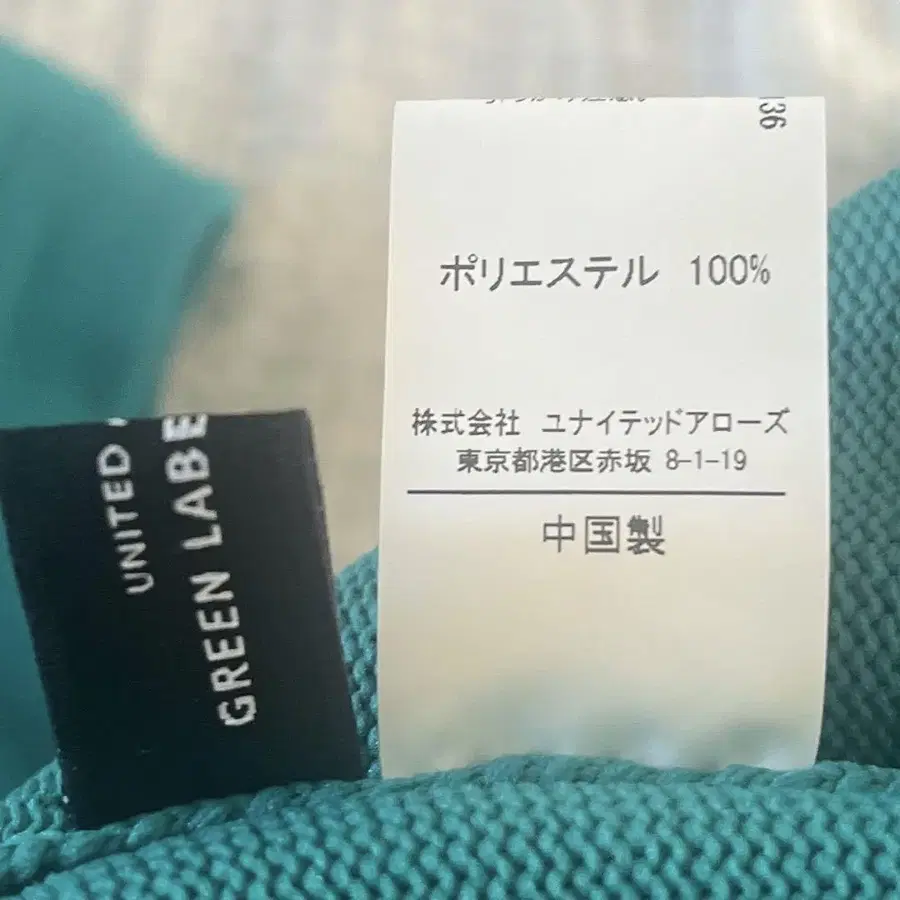 36
ポリエステル 100%
株式会社 ユナイテッドアローズ
東京都港区赤坂 8-1-19
中国製
UNITED
GREEN LABE